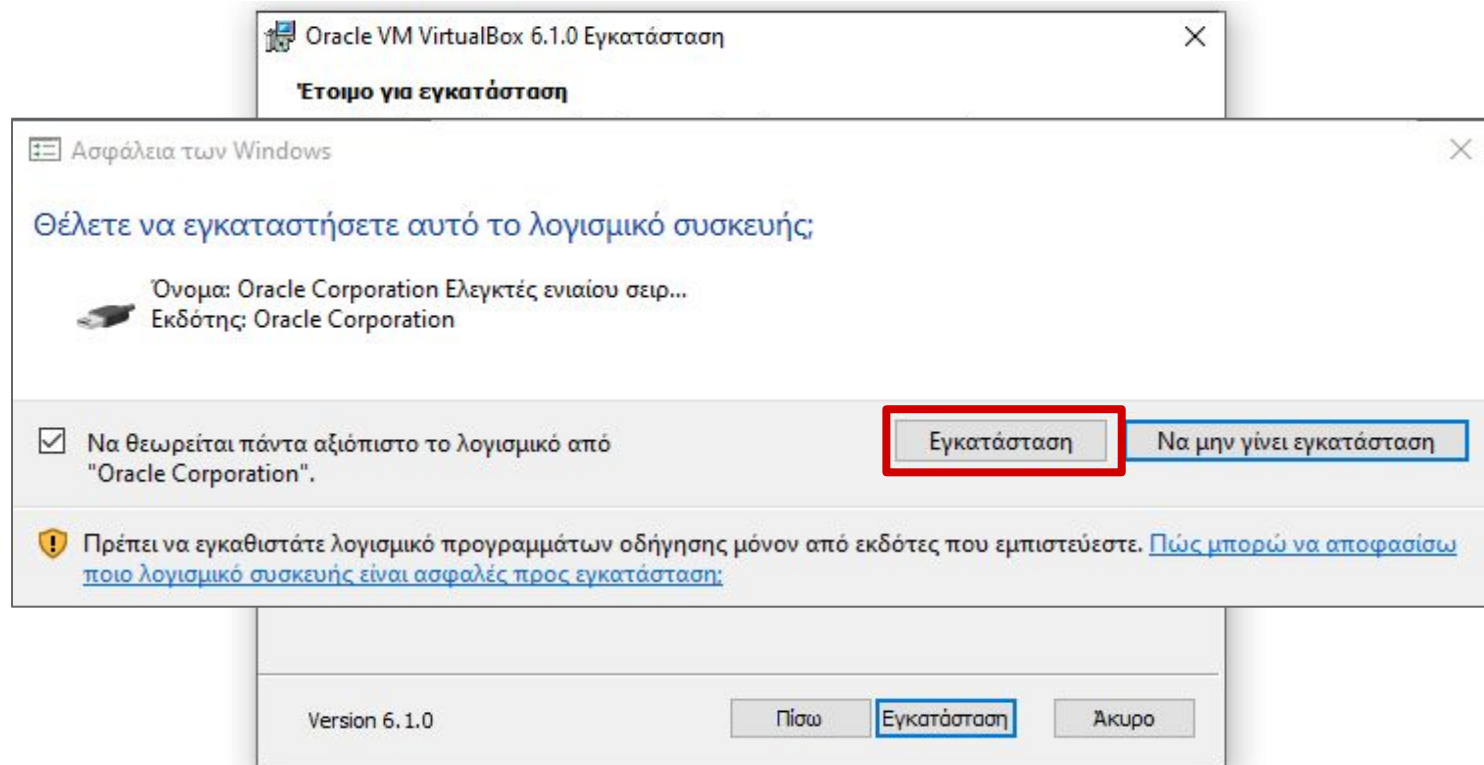 Oracle VM VirtualBox 6.1.0 Εγκατάσταση
Έτοιμο για εγκατάσταση
Ασφάλεια των Windows
Θέλετε να εγκαταστήσετε αυτό το λογισμικό συσκευής;
Όνομα: Oracle Corporation Ελεγκτές ενιαίου σειρ...
Εκδότης: Oracle Corporation
Να θεωρείται πάντα αξιόπιστο το λογισμικό από
"Oracle Corporation".
Εγκατάσταση
Να μην γίνει εγκατάσταση
Πρέπει να εγκαθιστάτε λογισμικό προγραμμάτων οδήγησης μόνον από εκδότες που εμπιστεύεστε. Πώς μπορώ να αποφασίσω
ποιο λογισμικό συσκευής είναι ασφαλές προς εγκατάσταση;
Version 6.1.0
Πίσω
Εγκατάσταση
Άκυρο